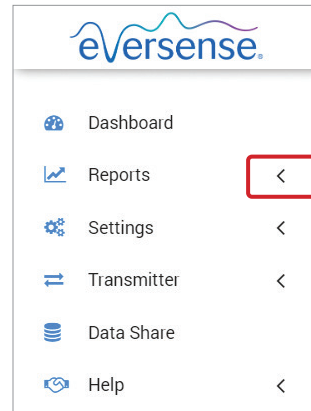 eversense.
Dashboard
Reports
Settings
Transmitter
Data Share
Help